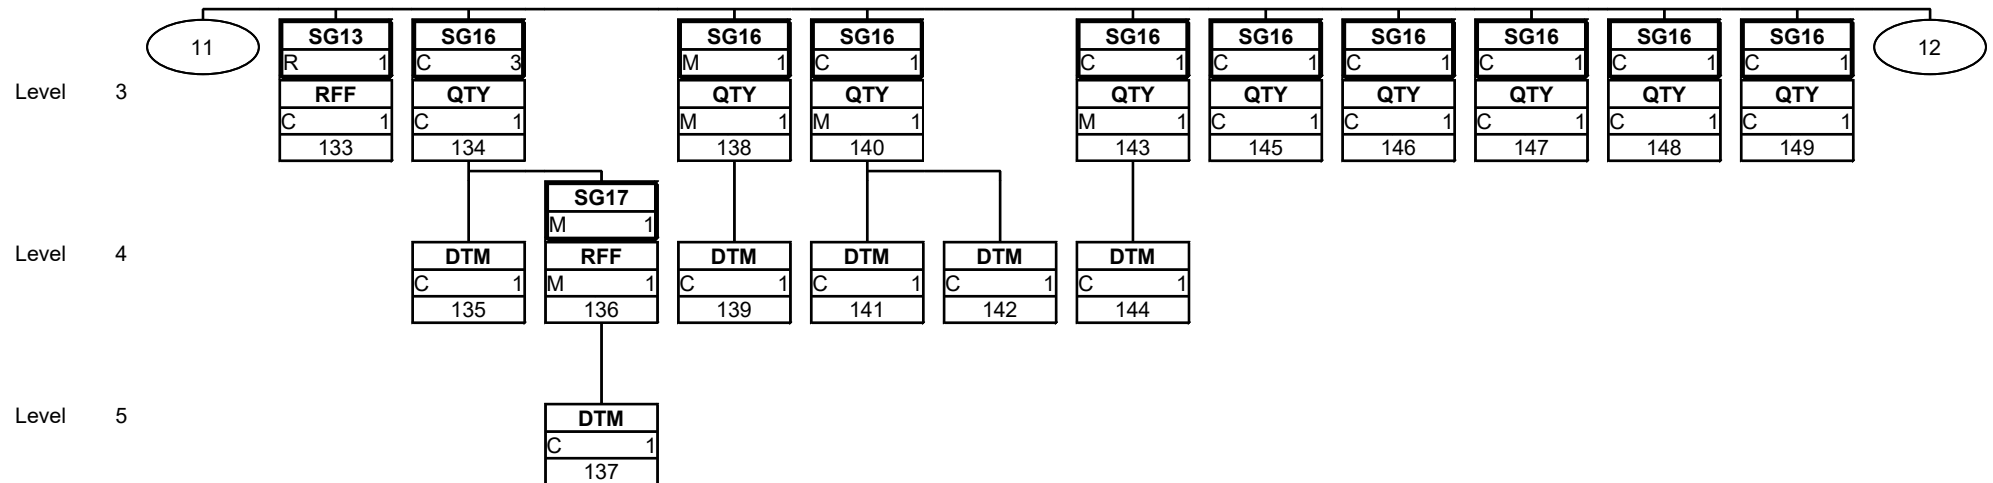 11 SG13 SG16 SG16 SG16 SG16 SG16 SG16 SG16 SG16 SG16 12
R 1 C 3 M 1 C 1 C 1 C 1 C 1 C 1 C 1 C 1
Level 3 RFF QTY QTY QTY QTY QTY QTY QTY QTY QTY
C 1 C 1 M 1 M 1 M 1 C 1 C 1 C 1 C 1 C 1
133 134 138 140 143 145 146 147 148 149
SG17
M 1
Level 4 DTM RFF DTM DTM DTM DTM
C 1 M 1 C 1 C 1 C 1 C 1
135 136 139 141 142 144
Level 5 DTM
C 1
137